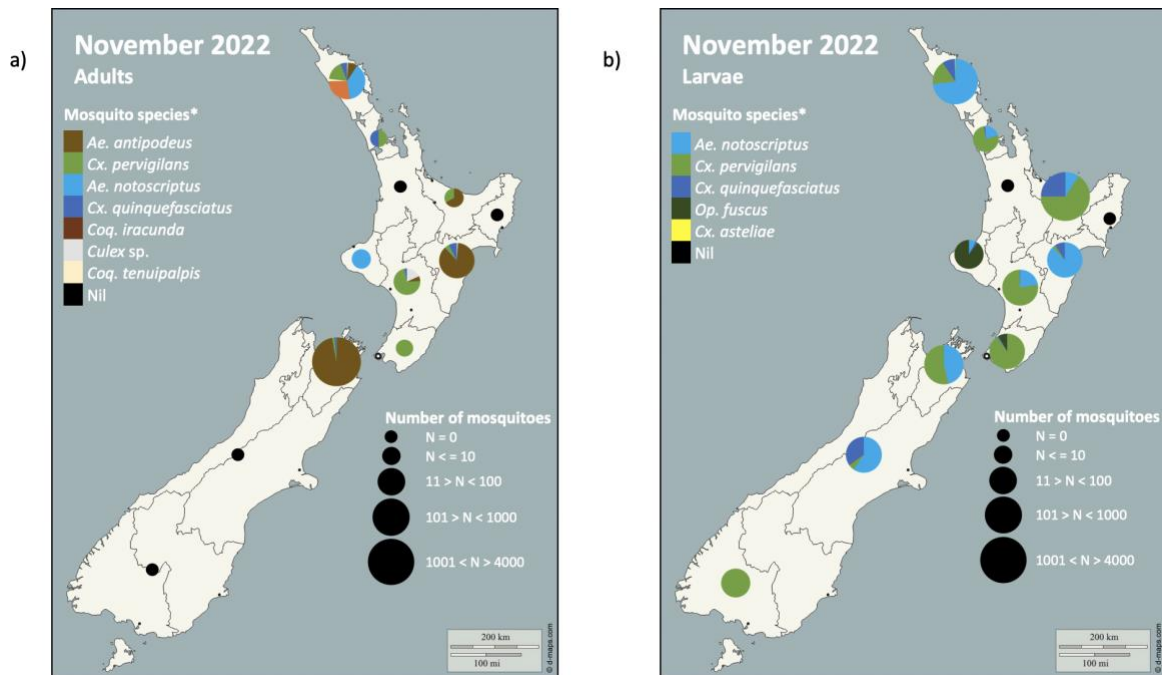 a)
November 2022
Adults
Mosquito species*
Ae. antipodeus
Cx. pervigilans
Ae. notoscriptus
Cx. quinquefasciatus
Coq. iracunda
Culex sp.
Coq. tenuipalpis
Nil
Number of mosquitoes
N = 0
N <= 10
11 > N < 100
101 > N < 1000
1001 < N > 4000
200 km
100 mi
© d-maps.com
b)
November 2022
Larvae
Mosquito species*
Ae. notoscriptus
Cx. pervigilans
Cx. quinquefasciatus
Op. fuscus
Cx. asteliae
Nil
Number of mosquitoes
N = 0
N <= 10
11 > N < 100
101 > N < 1000
1001 < N > 4000
200 km
100 mi
© d-maps.com